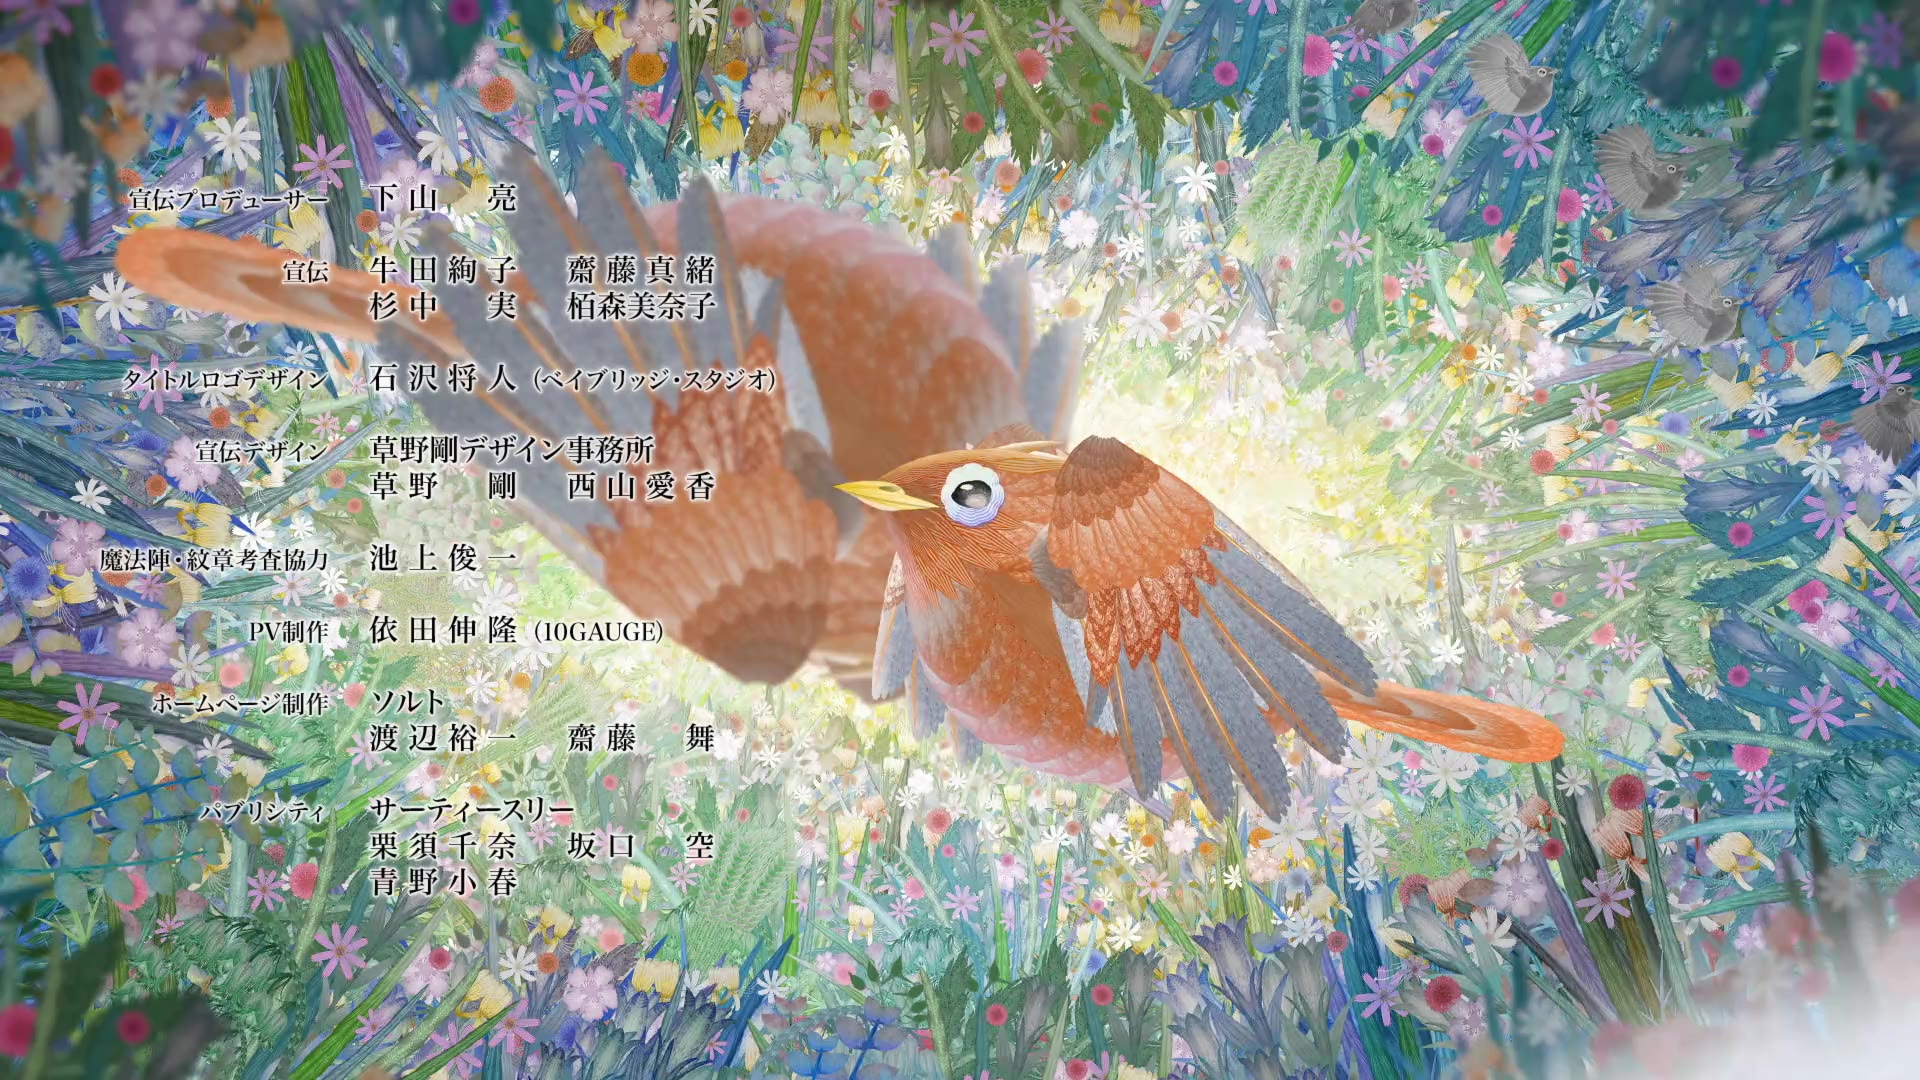 宣伝プロデューサー 下山 亮
宣伝 牛田絢子 齋藤真緒
杉中 実 栢森美奈子
タイトルロゴデザイン 石沢将人（ベイブリッジ・スタジオ）
宣伝デザイン 草野剛デザイン事務所
草野 剛 西山愛香
魔法陣・紋章考査協力 池上俊一
PV制作 依田伸隆（10GAUGE）
ホームページ制作 ソルト
渡辺裕一 齋藤 舞
パブリシティ サーティースリー
栗須千奈 坂口 空
青野小春